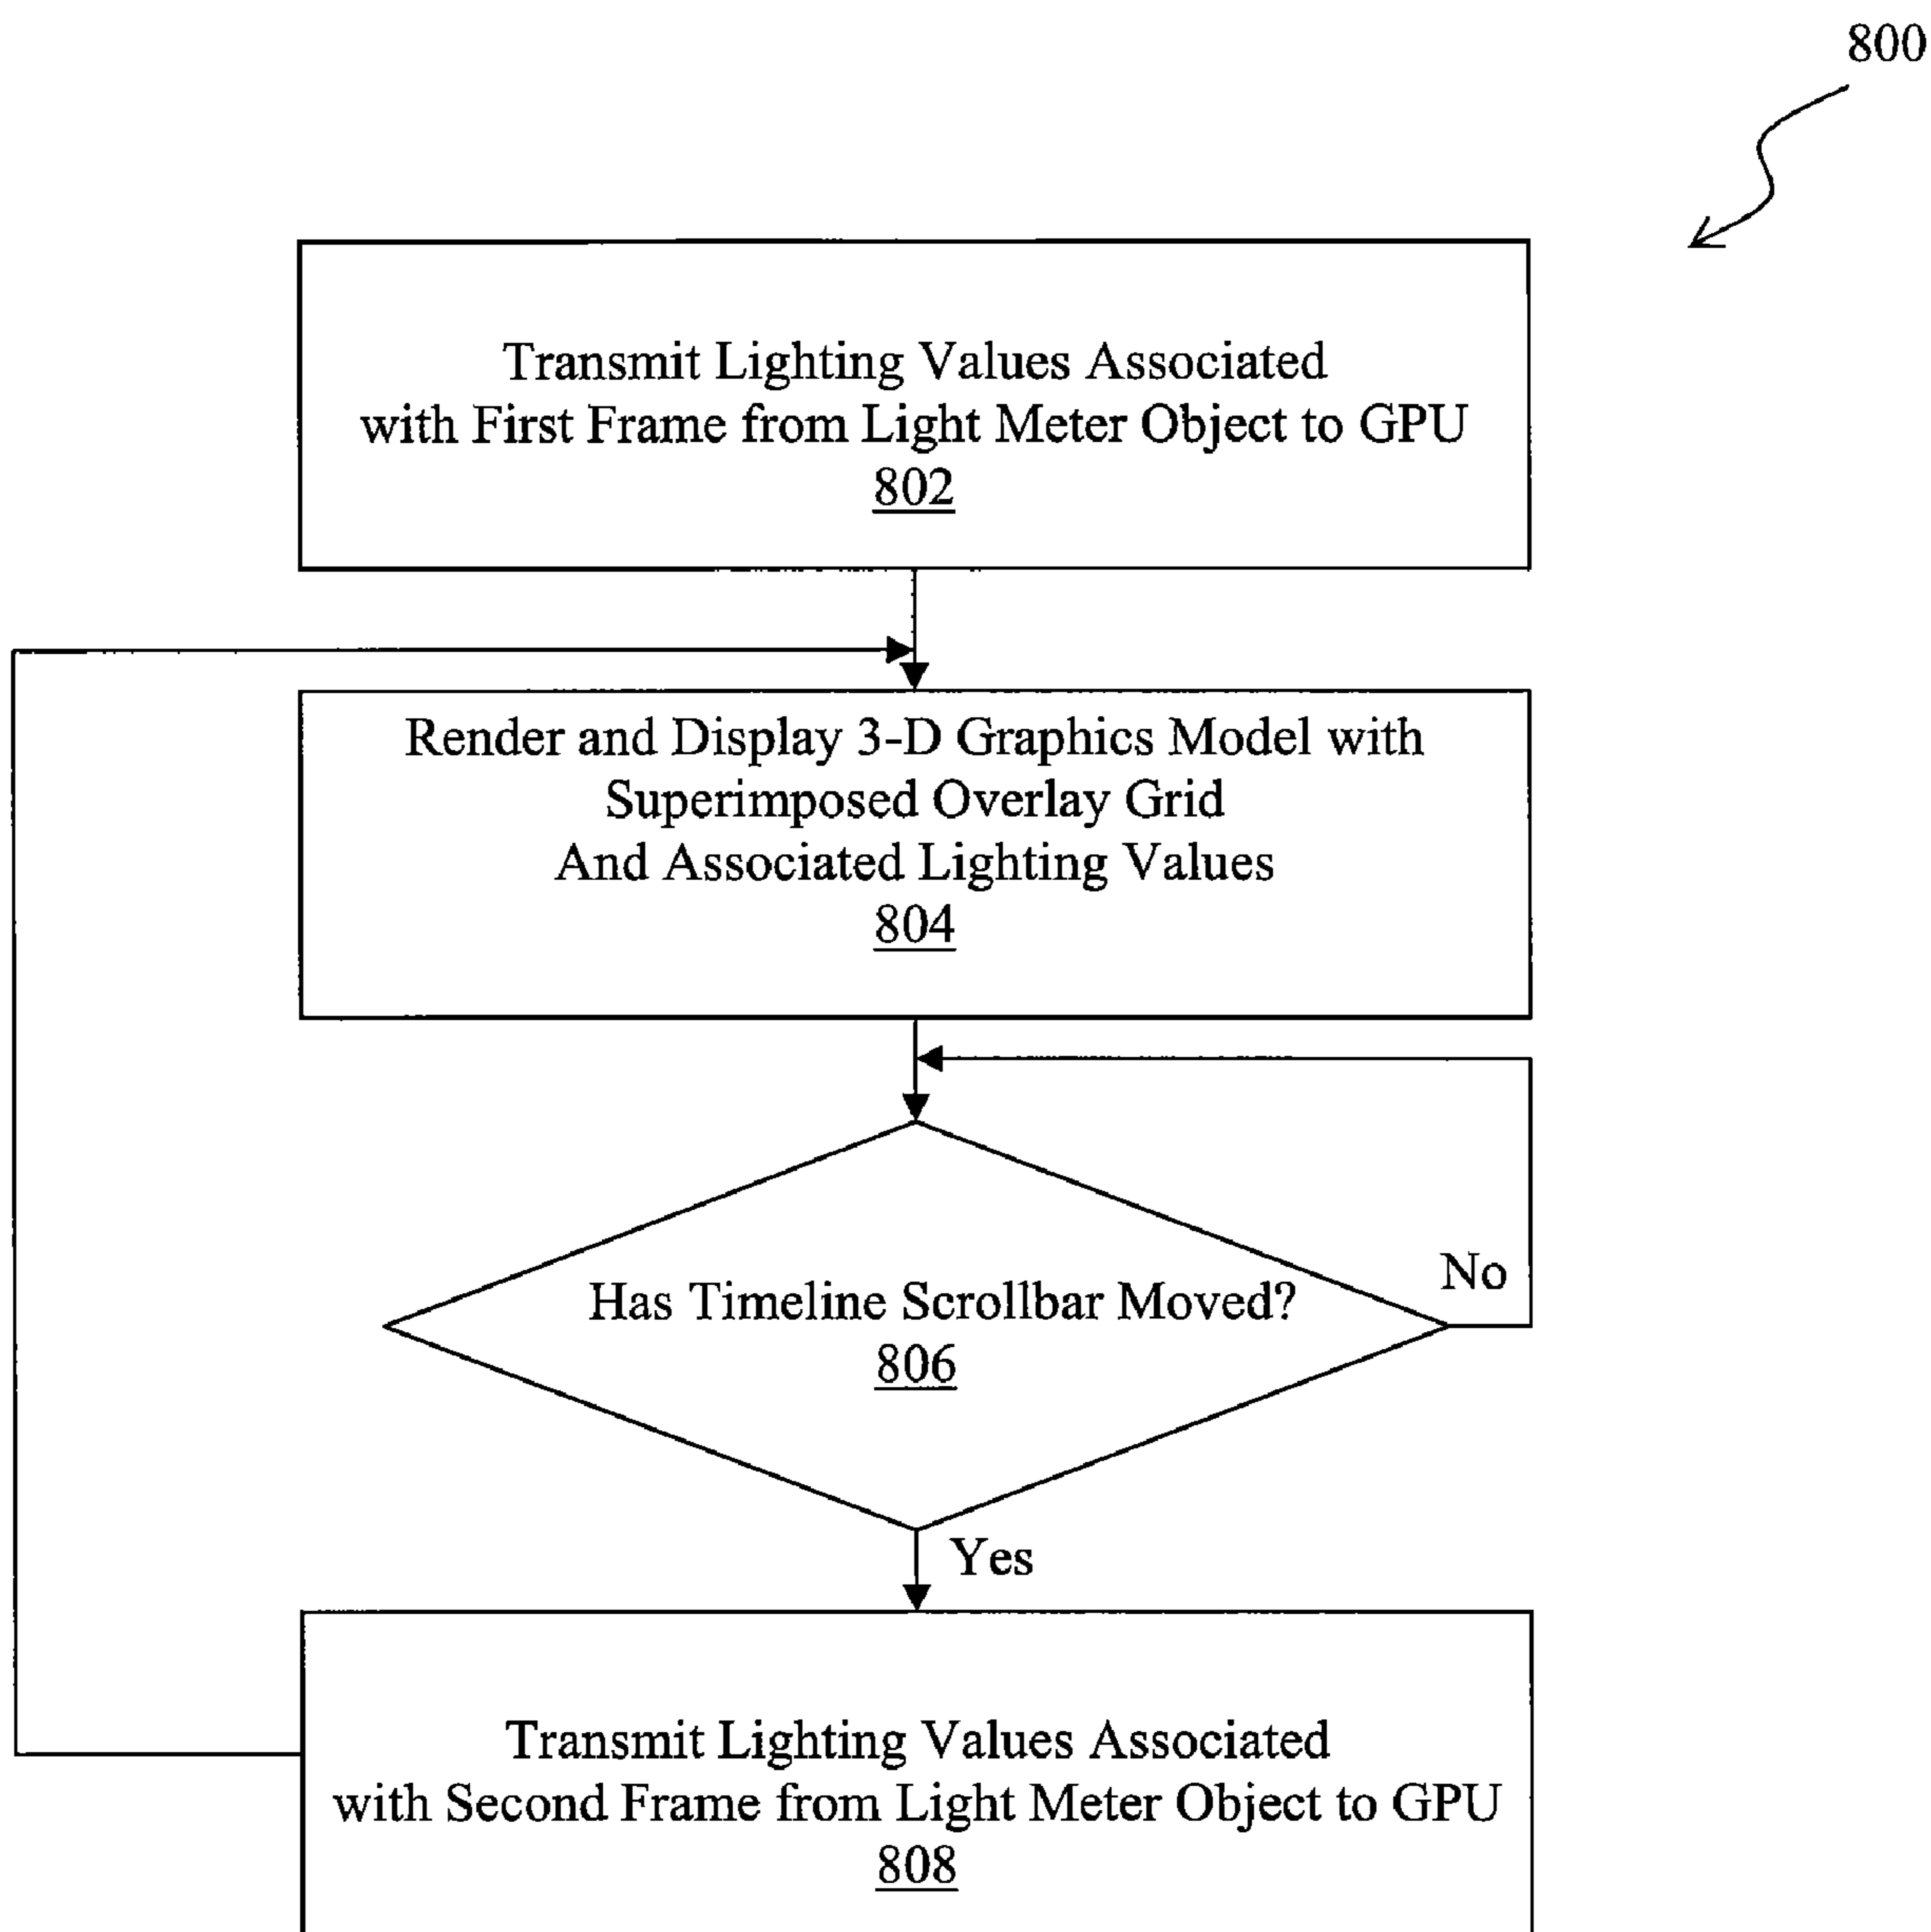 800
Transmit Lighting Values Associated
with First Frame from Light Meter Object to GPU
802
Render and Display 3-D Graphics Model with
Superimposed Overlay Grid
And Associated Lighting Values
804
Has Timeline Scrollbar Moved?
806
No
Yes
Transmit Lighting Values Associated
with Second Frame from Light Meter Object to GPU
808